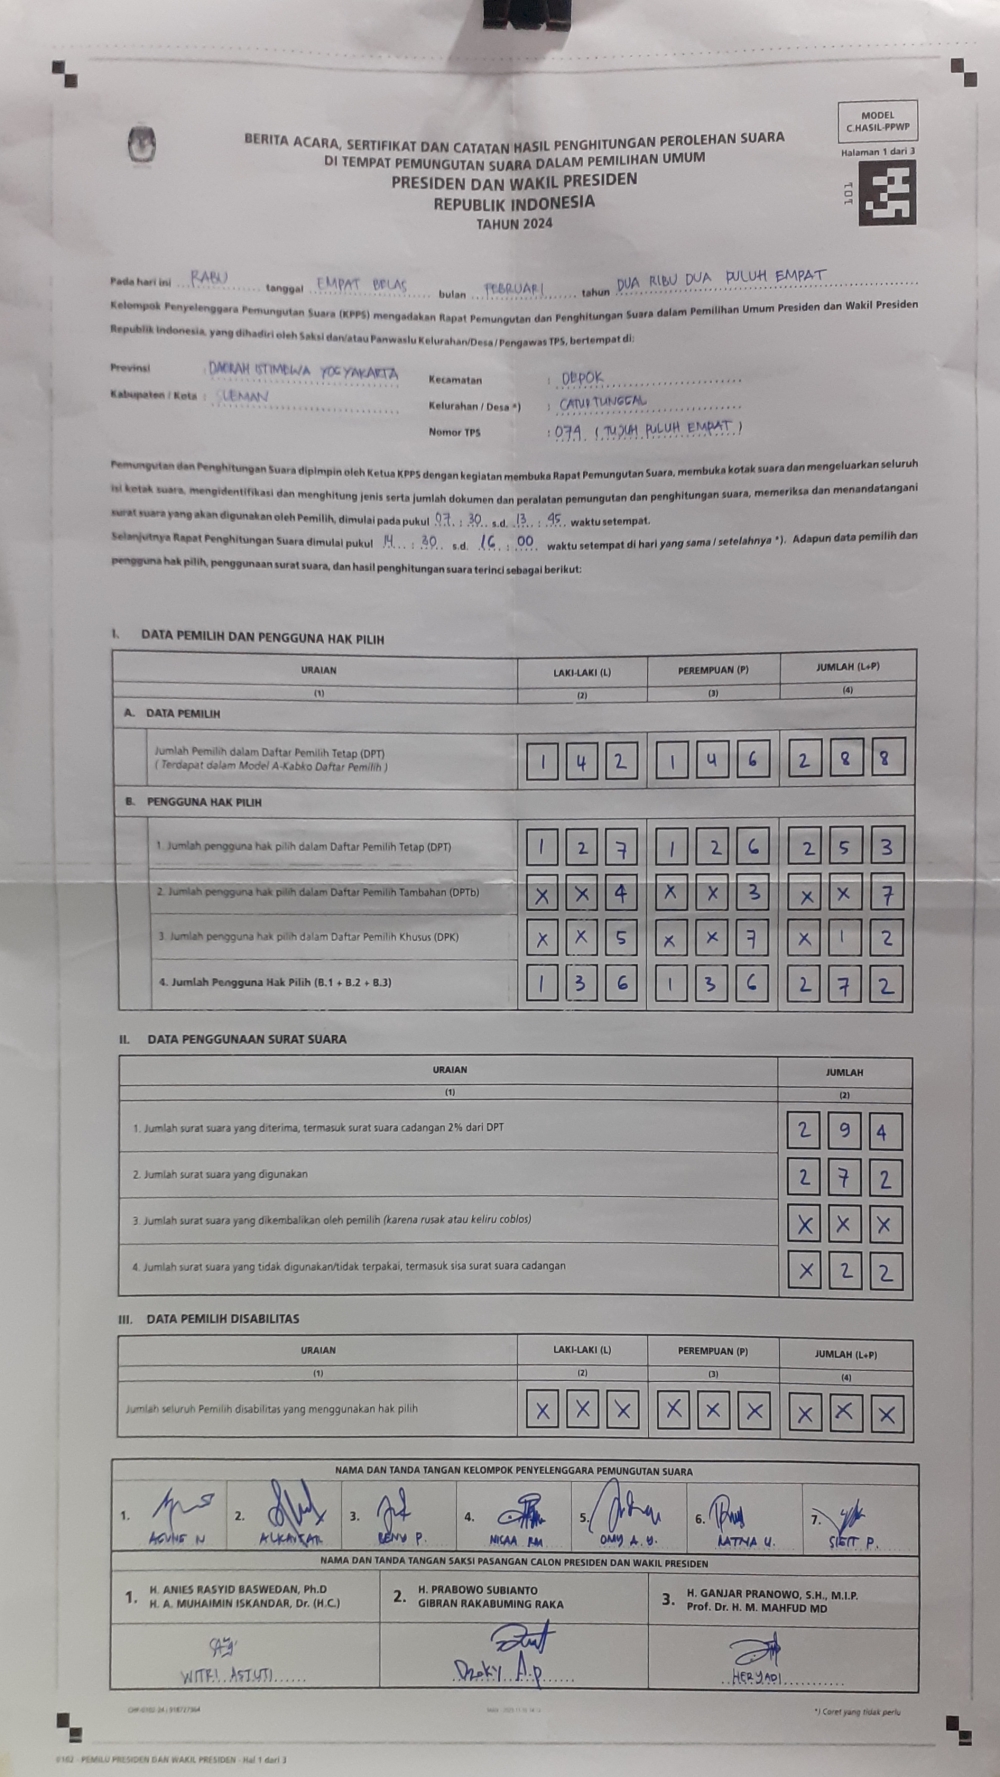 MODEL
C.HASIL-PPWP
Halaman 1 dari 3
101
BERITA ACARA, SERTIFIKAT DAN CATATAN HASIL PENGHITUNGAN PEROLEHAN SUARA
DI TEMPAT PEMUNGUTAN SUARA DALAM PEMILIHAN UMUM
PRESIDEN DAN WAKIL PRESIDEN
REPUBLIK INDONESIA
TAHUN 2024
Pada hari ini RABU tanggal EMPAT BELAS bulan FEBRUARI tahun DUA RIBU DUA PULUH EMPAT
Kelompok Penyelenggara Pemungutan Suara (KPPS) mengadakan Rapat Pemungutan dan Penghitungan Suara dalam Pemilihan Umum Presiden dan Wakil Presiden
Republik Indonesia, yang dihadiri oleh Saksi dan/atau Panwaslu Kelurahan/Desa/Pengawas TPS, bertempat di:
Provinsi : DAERAH ISTIMEWA YOGYAKARTA Kecamatan : DEPOK
Kabupaten / Kota : SLEMAN Kelurahan / Desa *) : CATURTUNGGAL
Nomor TPS : 074 (TUJUH PULUH EMPAT)
Pemungutan dan Penghitungan Suara dipimpin oleh Ketua KPPS dengan kegiatan membuka Rapat Pemungutan Suara, membuka kotak suara dan mengeluarkan seluruh
isi kotak suara, mengidentifikasi dan menghitung jenis serta jumlah dokumen dan peralatan pemungutan dan penghitungan suara, memeriksa dan menandatangani
surat suara yang akan digunakan oleh Pemilih, dimulai pada pukul 07 : 30 s.d. 13 : 45 waktu setempat.
Selanjutnya Rapat Penghitungan Suara dimulai pukul 14 : 30 s.d. 16 : 00 waktu setempat di hari yang sama / setelahnya *). Adapun data pemilih dan
pengguna hak pilih, penggunaan surat suara, dan hasil penghitungan suara terinci sebagai berikut:
I. DATA PEMILIH DAN PENGGUNA HAK PILIH
URAIAN LAKI-LAKI (L) PEREMPUAN (P) JUMLAH (L+P)
(1) (2) (3) (4)
A. DATA PEMILIH
Jumlah Pemilih dalam Daftar Pemilih Tetap (DPT) 1 4 2 1 4 6 2 8 8
( Terdapat dalam Model A-Kabko Daftar Pemilih )
B. PENGGUNA HAK PILIH
1. Jumlah pengguna hak pilih dalam Daftar Pemilih Tetap (DPT) 1 2 7 1 2 6 2 5 3
2. Jumlah pengguna hak pilih dalam Daftar Pemilih Tambahan (DPTb) X X 4 X X 3 X X 7
3. Jumlah pengguna hak pilih dalam Daftar Pemilih Khusus (DPK) X X 5 X X 7 X 1 2
4. Jumlah Pengguna Hak Pilih (B.1 + B.2 + B.3) 1 3 6 1 3 6 2 7 2
II. DATA PENGGUNAAN SURAT SUARA
URAIAN JUMLAH
(1) (2)
1. Jumlah surat suara yang diterima, termasuk surat suara cadangan 2% dari DPT 2 9 4
2. Jumlah surat suara yang digunakan 2 7 2
3. Jumlah surat suara yang dikembalikan oleh pemilih (karena rusak atau keliru coblos) X X X
4. Jumlah surat suara yang tidak digunakan/tidak terpakai, termasuk sisa surat suara cadangan X 2 2
III. DATA PEMILIH DISABILITAS
URAIAN LAKI-LAKI (L) PEREMPUAN (P) JUMLAH (L+P)
(1) (2) (3) (4)
Jumlah seluruh Pemilih disabilitas yang menggunakan hak pilih X X X X X X X X X
NAMA DAN TANDA TANGAN KELOMPOK PENYELENGGARA PEMUNGUTAN SUARA
1. 2. 3. 4. 5. 6. 7.
AGUNG N ALKAUSAR RENO P. NICAA RM ONNY A. Y. RATNA U. SIGIT P.
NAMA DAN TANDA TANGAN SAKSI PASANGAN CALON PRESIDEN DAN WAKIL PRESIDEN
1. H. ANIES RASYID BASWEDAN, Ph.D
H. A. MUHAIMIN ISKANDAR, Dr. (H.C.)
2. H. PRABOWO SUBIANTO
GIBRAN RAKABUMING RAKA
3. H. GANJAR PRANOWO, S.H., M.I.P.
Prof. Dr. H. M. MAHFUD MD
WITRI ASTUTI Dzoky A.p HERYADI
*) Coret yang tidak perlu
0102 - PEMILU PRESIDEN DAN WAKIL PRESIDEN - Hal 1 dari 3